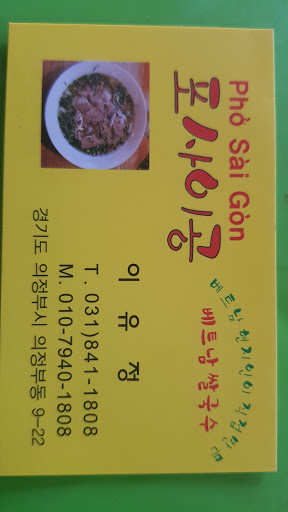 Phở Sài Gòn
포사이공
베트남 현지인이 직접한
베트남 쌀국수
이 유 정
T . 031)841-1808
M. 010-7940-1808
경기도 의정부시 의정부동 9-22